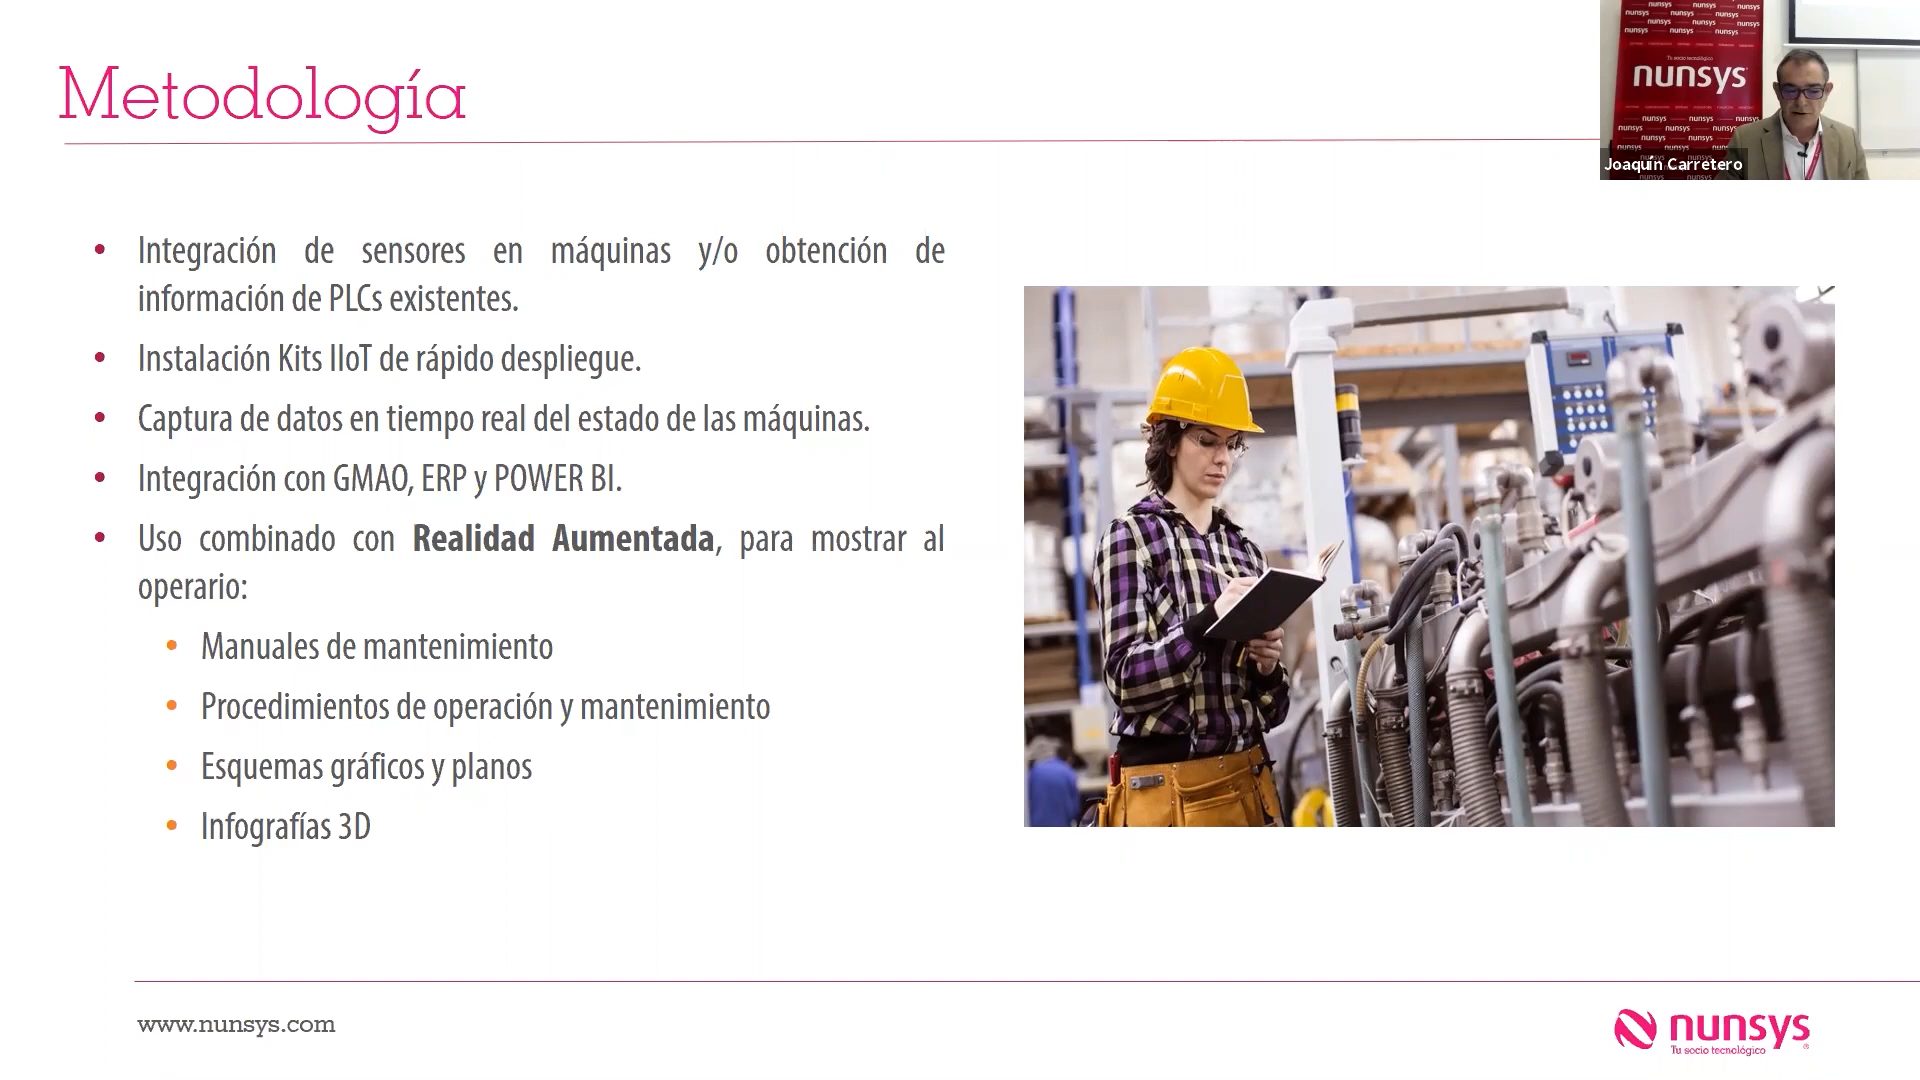 Metodología
Tu socio tecnológico
nunsys
Joaquín Carretero
• Integración de sensores en máquinas y/o obtención de
información de PLCs existentes.
• Instalación Kits IIoT de rápido despliegue.
• Captura de datos en tiempo real del estado de las máquinas.
• Integración con GMAO, ERP y POWER BI.
• Uso combinado con Realidad Aumentada, para mostrar al
operario:
• Manuales de mantenimiento
• Procedimientos de operación y mantenimiento
• Esquemas gráficos y planos
• Infografías 3D
www.nunsys.com
nunsys
Tu socio tecnológico